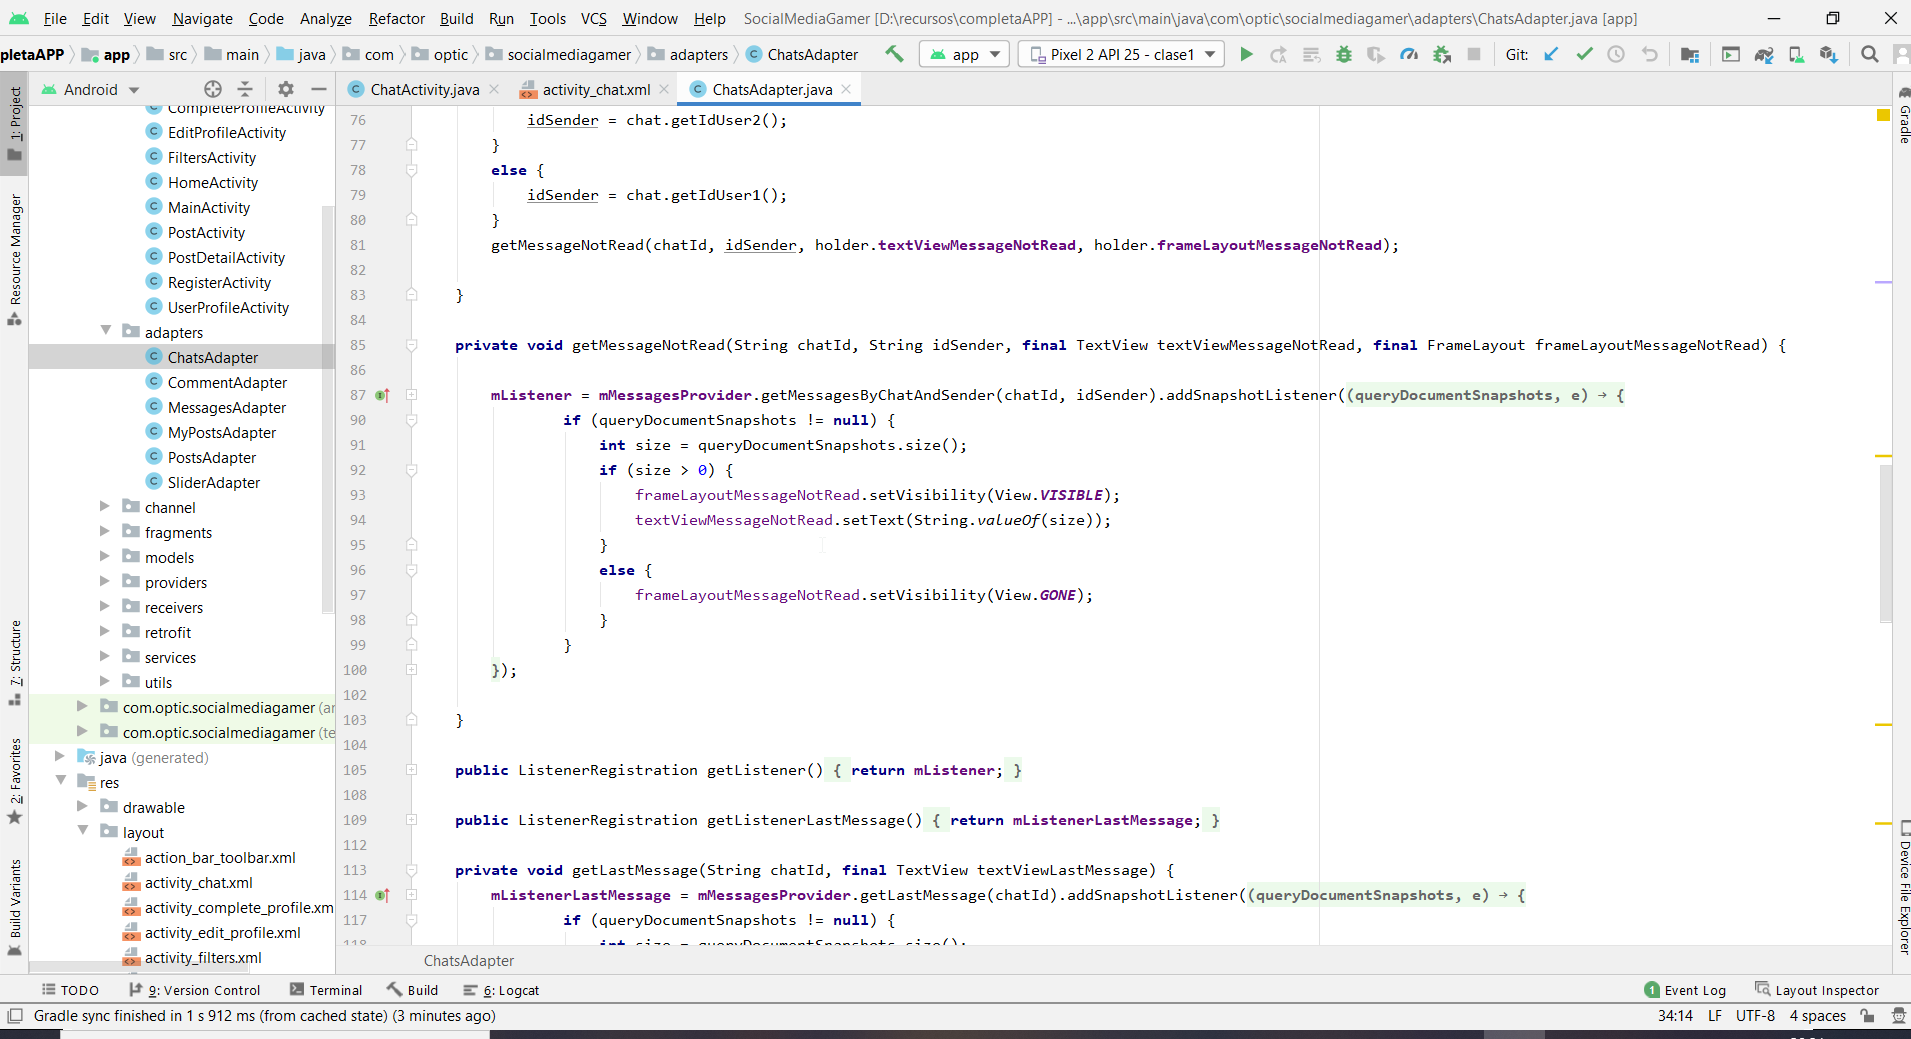 File Edit View Navigate Code Analyze Refactor Build Run Tools VCS Window Help SocialMediaGamer [D:\recursos\completaAPP] - ...\app\src\main\java\com\optic\socialmediagamer\adapters\ChatsAdapter.java [app]
pletaAPP app src main java com optic socialmediagamer adapters ChatsAdapter app Pixel 2 API 25 - clase1 Git:
Android
ChatActivity.java activity_chat.xml ChatsAdapter.java
1: Project
Resource Manager
7: Structure
2: Favorites
Build Variants
CompleteProfileActivity
EditProfileActivity
FiltersActivity
HomeActivity
MainActivity
PostActivity
PostDetailActivity
RegisterActivity
UserProfileActivity
adapters
ChatsAdapter
CommentAdapter
MessagesAdapter
MyPostsAdapter
PostsAdapter
SliderAdapter
channel
fragments
models
providers
receivers
retrofit
services
utils
com.optic.socialmediagamer (ar
com.optic.socialmediagamer (te
java (generated)
res
drawable
layout
action_bar_toolbar.xml
activity_chat.xml
activity_complete_profile.xm
activity_edit_profile.xml
activity_filters.xml
76 idSender = chat.getIdUser2();
77 }
78 else {
79 idSender = chat.getIdUser1();
80 }
81 getMessageNotRead(chatId, idSender, holder.textViewMessageNotRead, holder.frameLayoutMessageNotRead);
82
83 }
84
85 private void getMessageNotRead(String chatId, String idSender, final TextView textViewMessageNotRead, final FrameLayout frameLayoutMessageNotRead) {
86
87 mListener = mMessagesProvider.getMessagesByChatAndSender(chatId, idSender).addSnapshotListener((queryDocumentSnapshots, e) → {
90 if (queryDocumentSnapshots != null) {
91 int size = queryDocumentSnapshots.size();
92 if (size > 0) {
93 frameLayoutMessageNotRead.setVisibility(View.VISIBLE);
94 textViewMessageNotRead.setText(String.valueOf(size));
95 }
96 else {
97 frameLayoutMessageNotRead.setVisibility(View.GONE);
98 }
99 }
100 });
102
103 }
104
105 public ListenerRegistration getListener() { return mListener; }
108
109 public ListenerRegistration getListenerLastMessage() { return mListenerLastMessage; }
112
113 private void getLastMessage(String chatId, final TextView textViewLastMessage) {
114 mListenerLastMessage = mMessagesProvider.getLastMessage(chatId).addSnapshotListener((queryDocumentSnapshots, e) → {
117 if (queryDocumentSnapshots != null) {
118 int size = queryDocumentSnapshots.size();
ChatsAdapter
Gradle
Device File Explorer
TODO 9: Version Control Terminal Build 6: Logcat 1 Event Log Layout Inspector
Gradle sync finished in 1 s 912 ms (from cached state) (3 minutes ago) 34:14 LF UTF-8 4 spaces